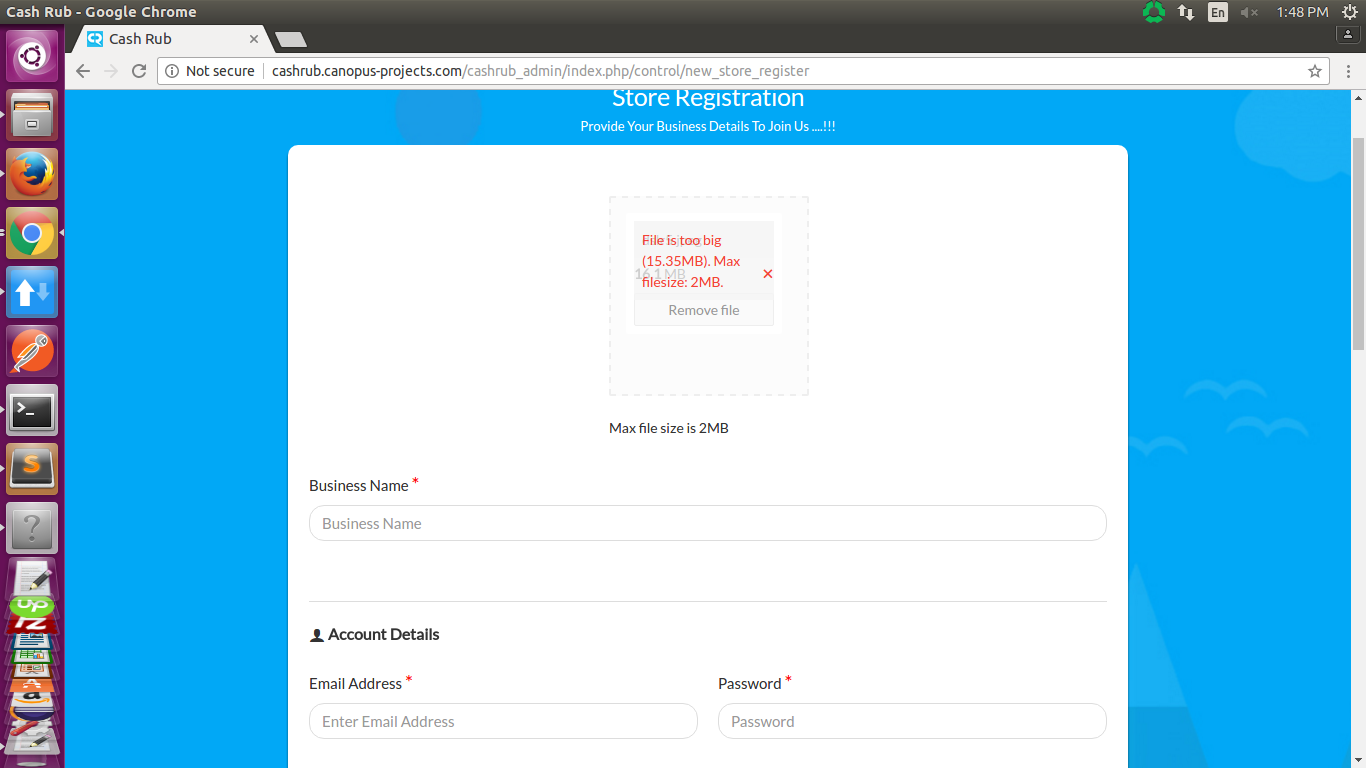 Cash Rub - Google Chrome
En
1:48 PM
Cash Rub
Not secure
cashrub.canopus-projects.com/cashrub_admin/index.php/control/new_store_register
Store Registration
Provide Your Business Details To Join Us ....!!!
File is too big
(15.35MB). Max
filesize: 2MB.
16.1 MB
Remove file
Max file size is 2MB
Business Name *
Business Name
Account Details
Email Address *
Password *
Enter Email Address
Password